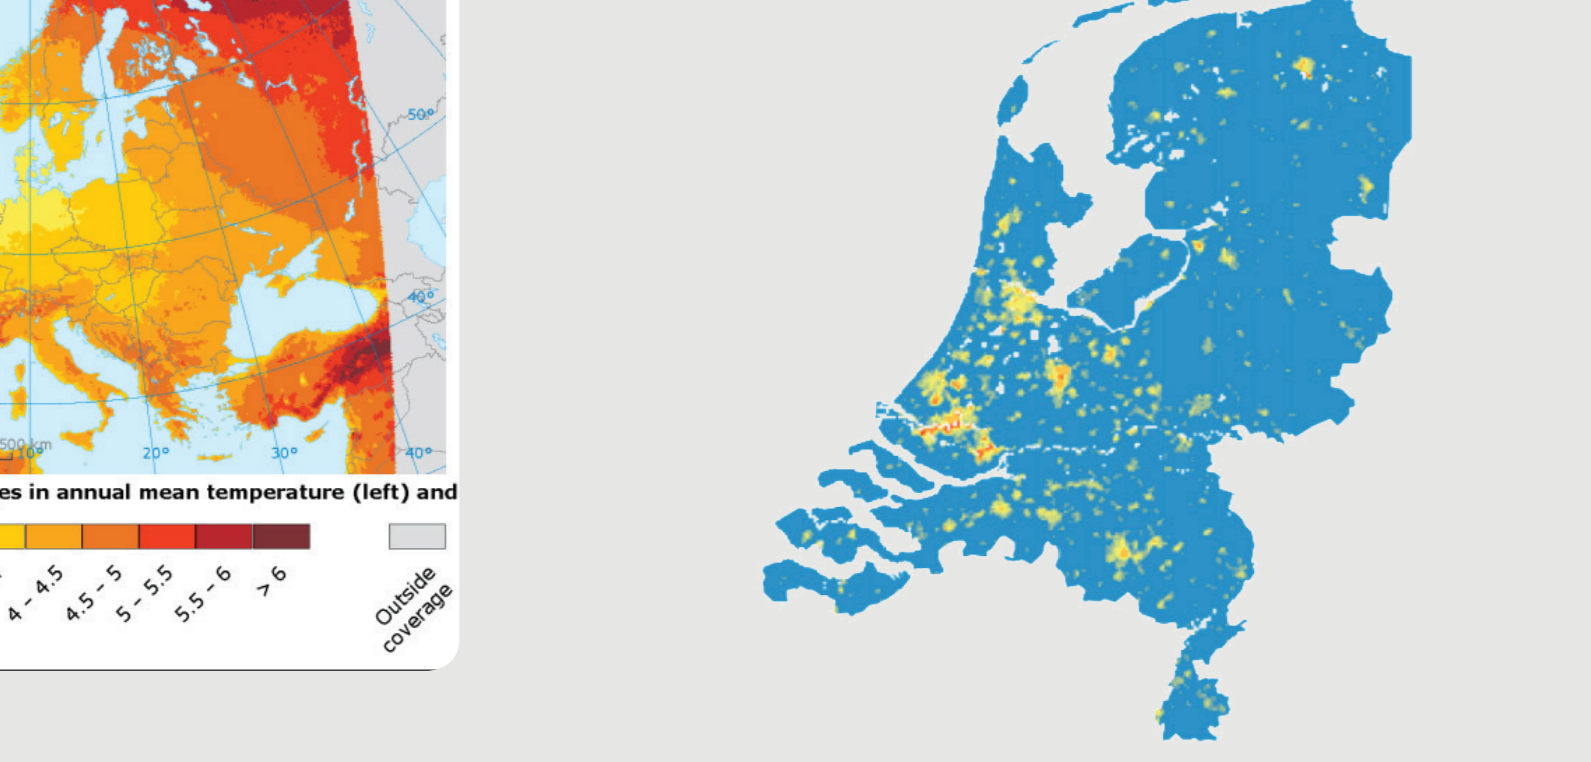 50°
40°
500 km
10°
20°
30°
40°
es in annual mean temperature (left) and
4 – 4.5
4.5 – 5
5 – 5.5
5.5 – 6
> 6
Outside
coverage